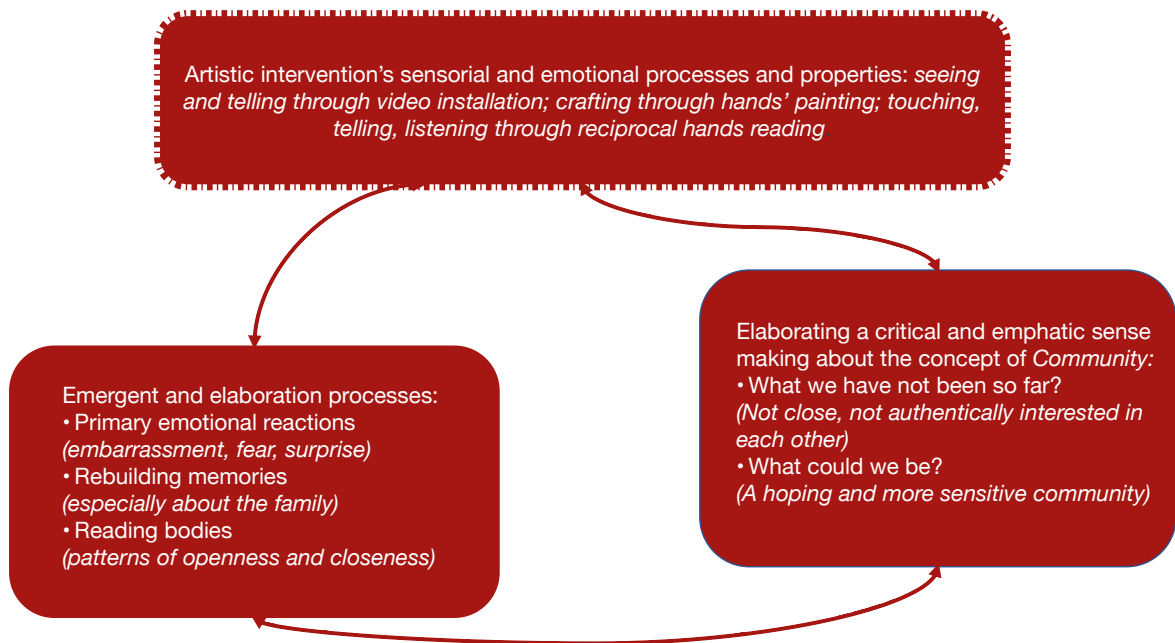 Artistic intervention’s sensorial and emotional processes and properties: seeing
and telling through video installation; crafting through hands’ painting; touching,
telling, listening through reciprocal hands reading
Emergent and elaboration processes:
• Primary emotional reactions
(embarrassment, fear, surprise)
• Rebuilding memories
(especially about the family)
• Reading bodies
(patterns of openness and closeness)
Elaborating a critical and emphatic sense
making about the concept of Community:
• What we have not been so far?
(Not close, not authentically interested in
each other)
• What could we be?
(A hoping and more sensitive community)